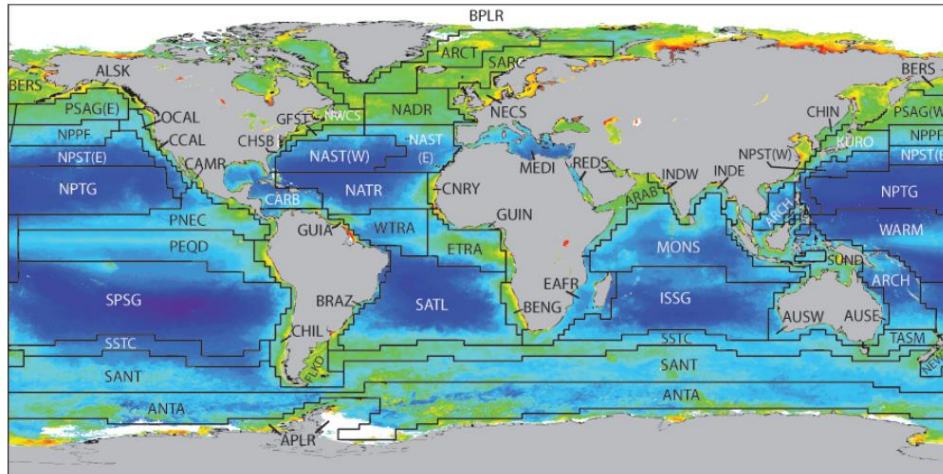 BPLR
ARCT
SARC
BERS
ALSK
BERS
PSAG(E)
OCAL
GFST
NWCS
NADR
NECS
CHIN
PSAG(W)
NPPF
CCAL
CHSB
NAST(W)
NAST
(E)
MEDI
REDS
INDW
INDE
NPST(W)
KURO
NPPF
NPST(E)
CAMR
NPST(E)
NPTG
CARB
NATR
CNRY
ARAB
ARCH
NPTG
PNEC
GUIA
WTRA
GUIN
MONS
WARM
PEQD
ETRA
SUND
SPSG
BRAZ
SATL
BENG
EAFR
ISSG
ARCH
CHIL
AUSW
AUSE
SSTC
SSTC
TASM
SANT
FLKD
SANT
ANTA
ANTA
APLR